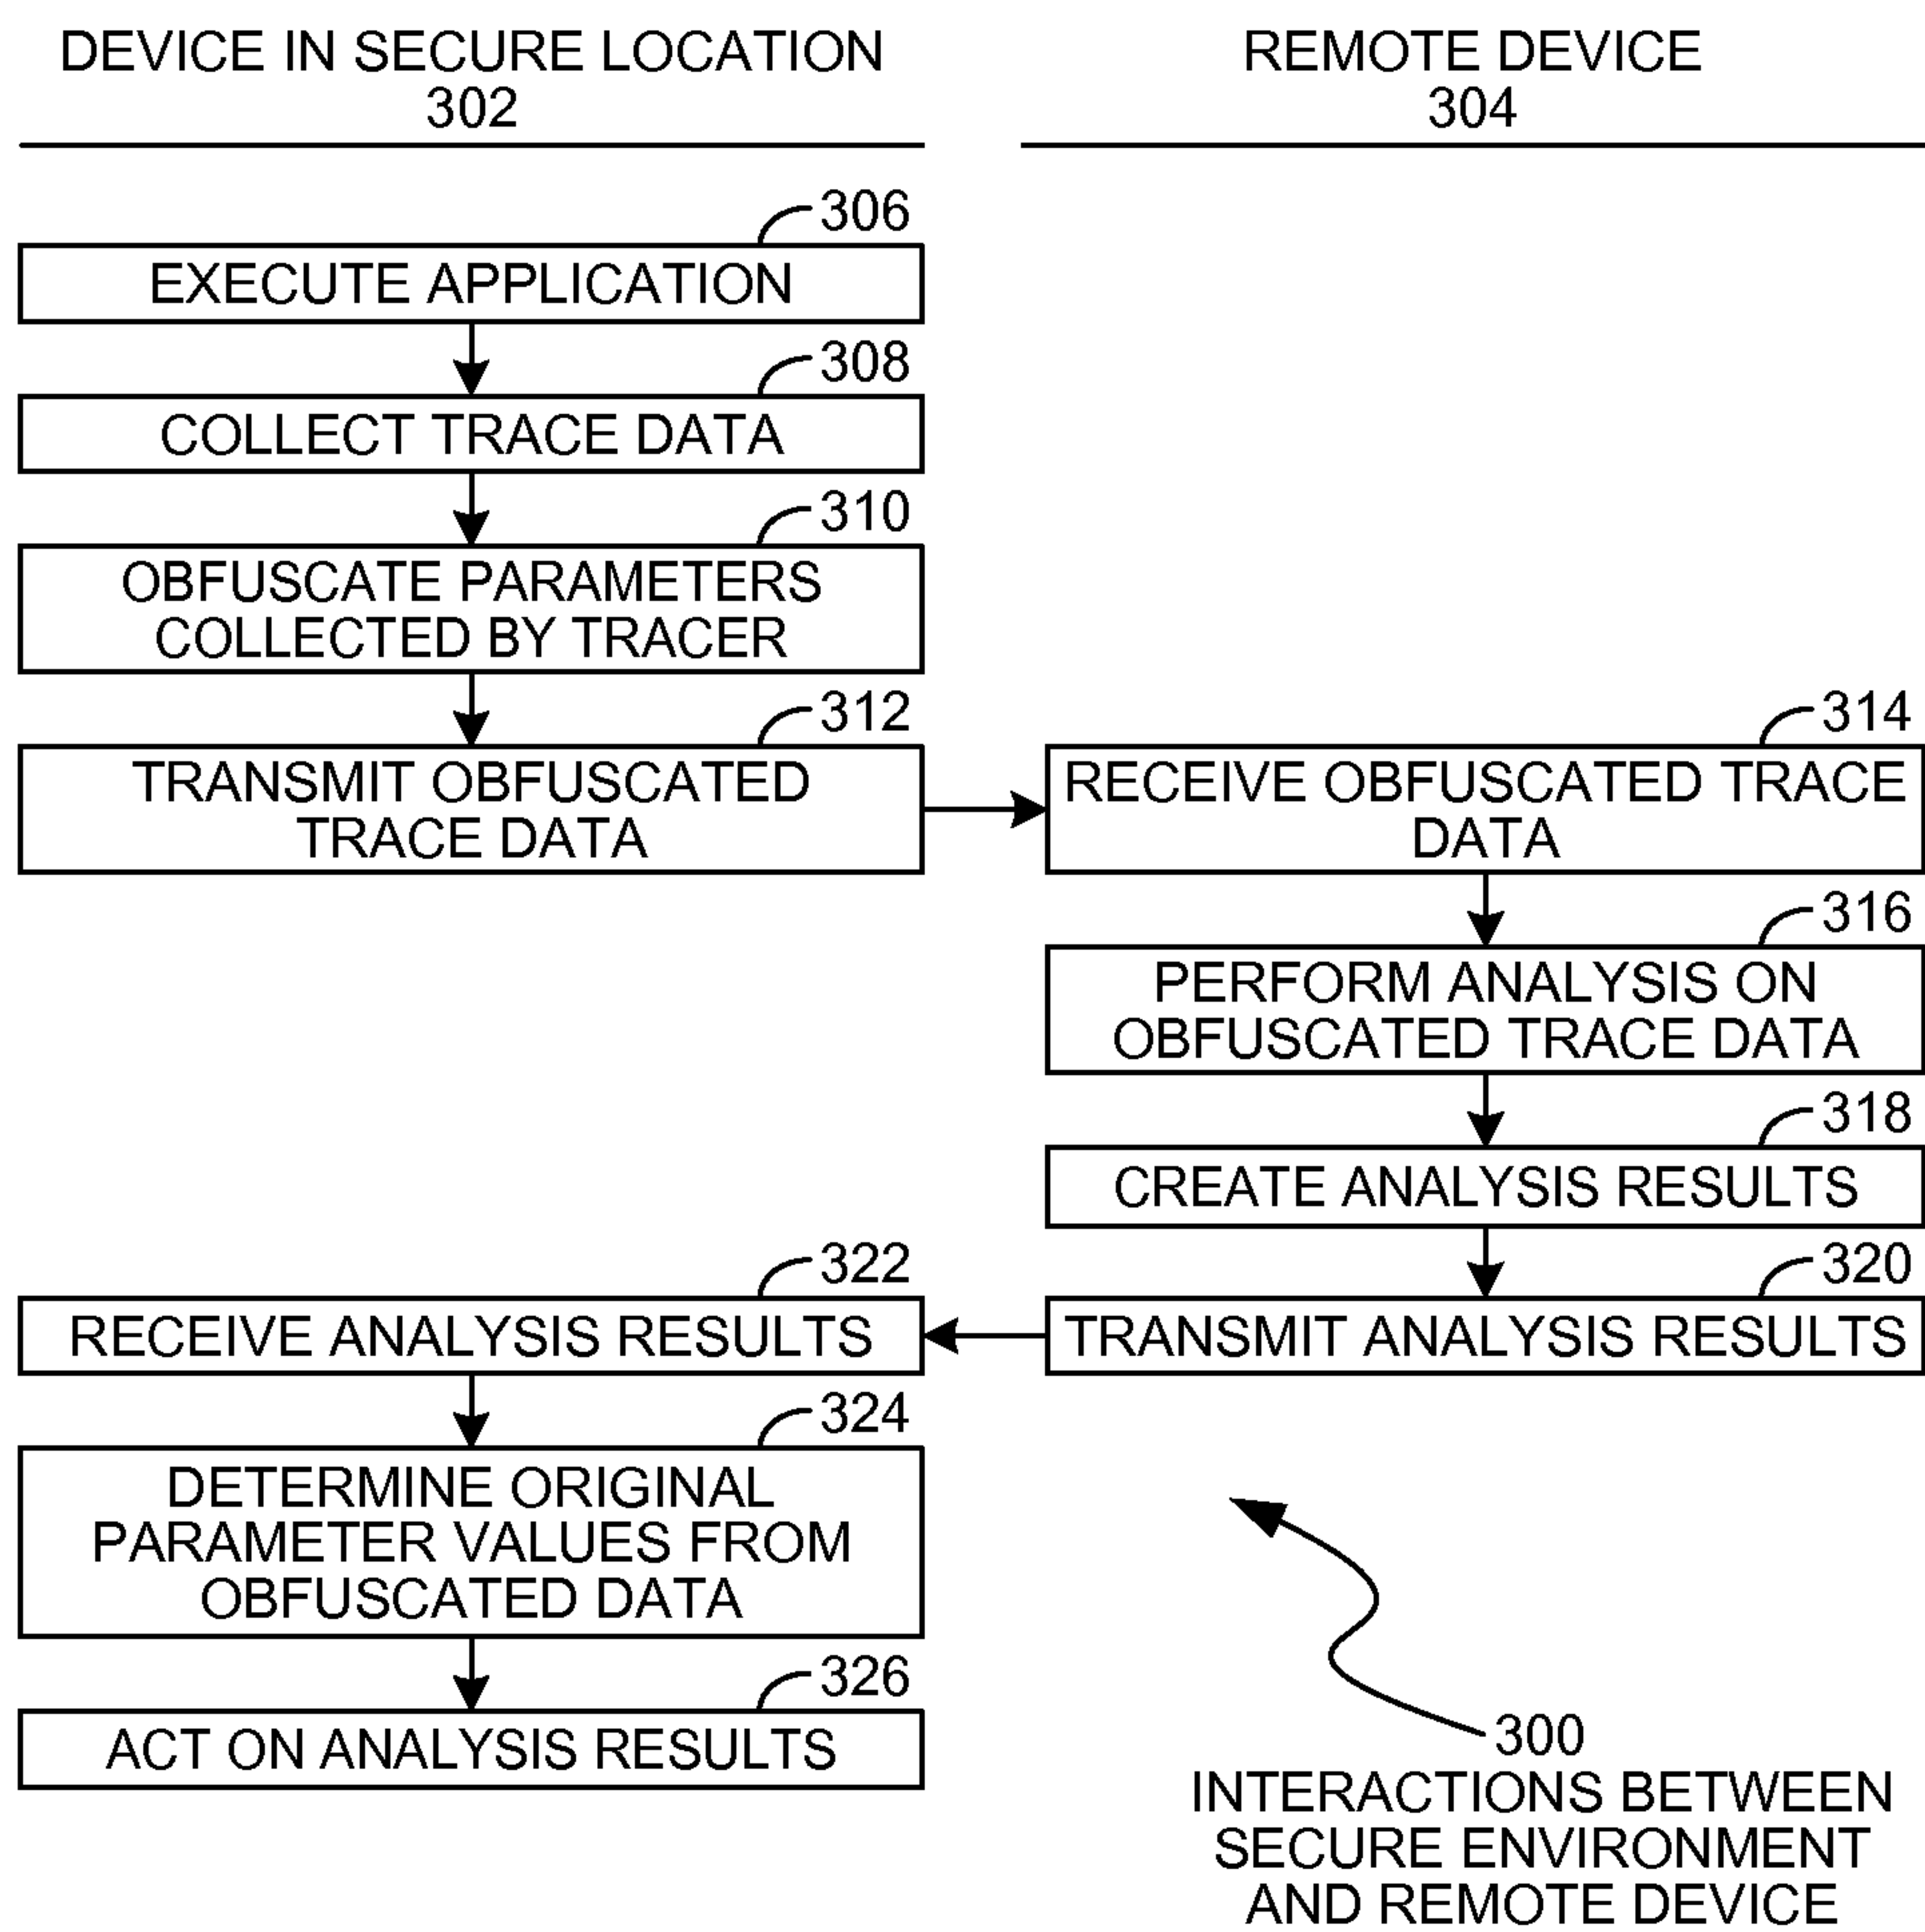 DEVICE IN SECURE LOCATION
302
REMOTE DEVICE
304
306
EXECUTE APPLICATION
308
COLLECT TRACE DATA
310
OBFUSCATE PARAMETERS
COLLECTED BY TRACER
312
TRANSMIT OBFUSCATED
TRACE DATA
314
RECEIVE OBFUSCATED TRACE
DATA
316
PERFORM ANALYSIS ON
OBFUSCATED TRACE DATA
318
CREATE ANALYSIS RESULTS
320
TRANSMIT ANALYSIS RESULTS
322
RECEIVE ANALYSIS RESULTS
324
DETERMINE ORIGINAL
PARAMETER VALUES FROM
OBFUSCATED DATA
326
ACT ON ANALYSIS RESULTS
300
INTERACTIONS BETWEEN
SECURE ENVIRONMENT
AND REMOTE DEVICE